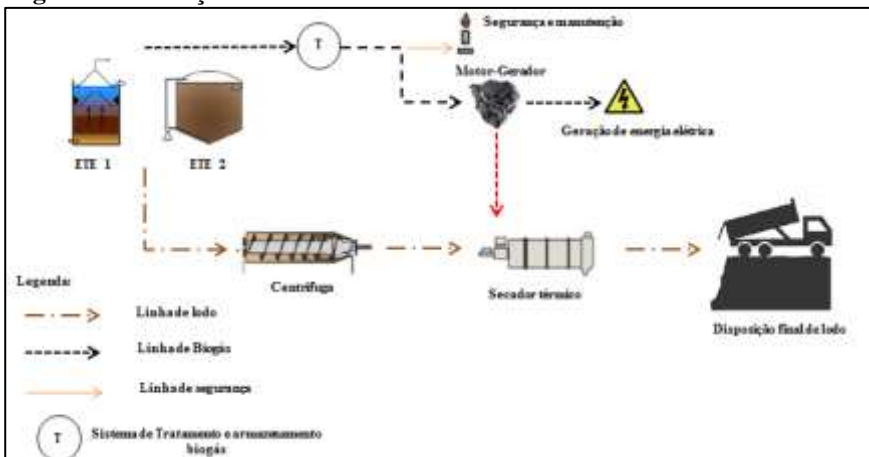 Segurança e manutenção
T
Motor-Gerador
Geração de energia elétrica
ETE 1
ETE 2
Centrífuga
Secador térmico
Disposição final de lodo
Legenda:
Linha de lodo
Linha de Biogás
Linha de segurança
T
Sistema de Tratamento e armazenamento
biogás